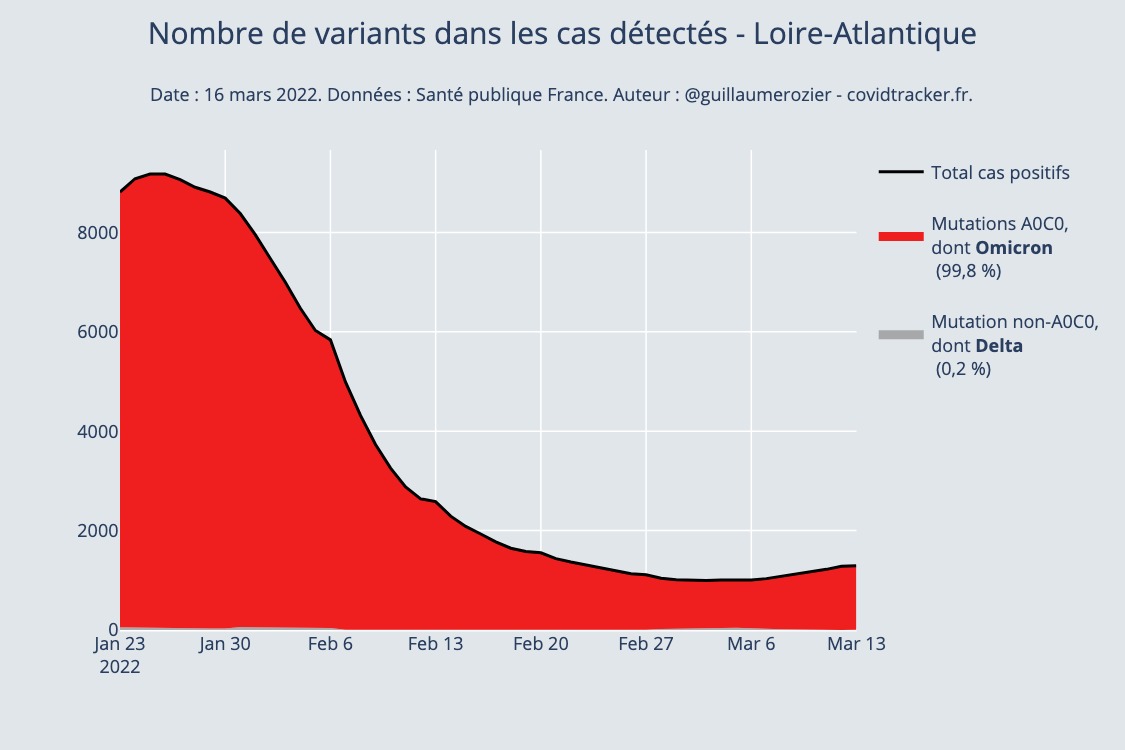 Nombre de variants dans les cas détectés - Loire-Atlantique
Date : 16 mars 2022. Données : Santé publique France. Auteur : @guillaumerozier - covidtracker.fr.
Total cas positifs
Mutations A0C0,
dont Omicron
(99,8 %)
Mutation non-A0C0,
dont Delta
(0,2 %)
8000
6000
4000
2000
0
Jan 23 Jan 30 Feb 6 Feb 13 Feb 20 Feb 27 Mar 6 Mar 13
2022